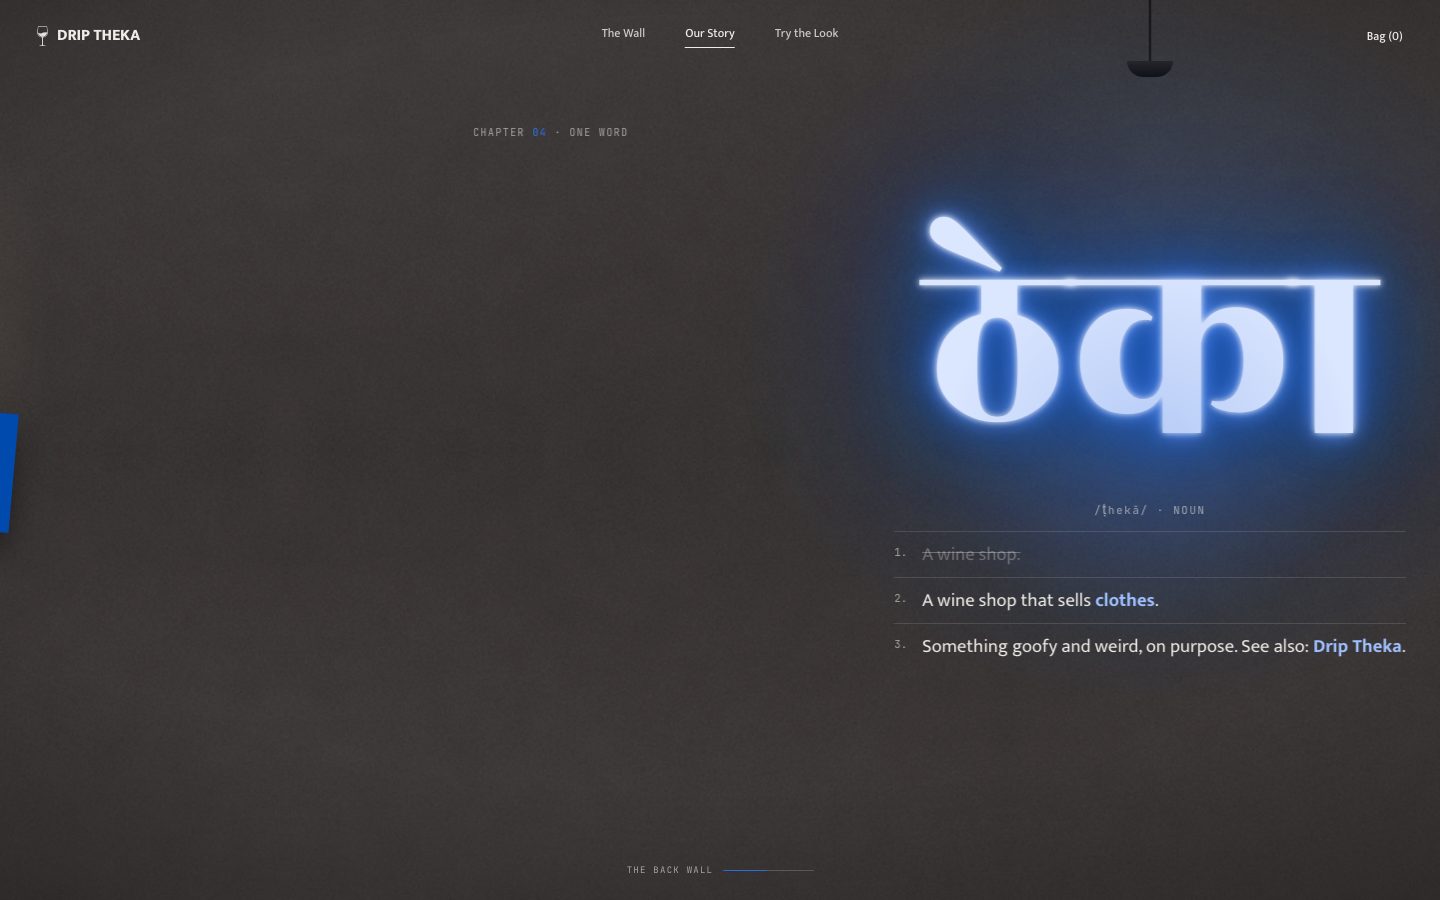 DRIP THEKA
The Wall
Our Story
Try the Look
Bag (0)
CHAPTER 04 · ONE WORD
ठेका
/ṭhekā/ · NOUN
1. A wine shop.
2. A wine shop that sells clothes.
3. Something goofy and weird, on purpose. See also: Drip Theka.
THE BACK WALL